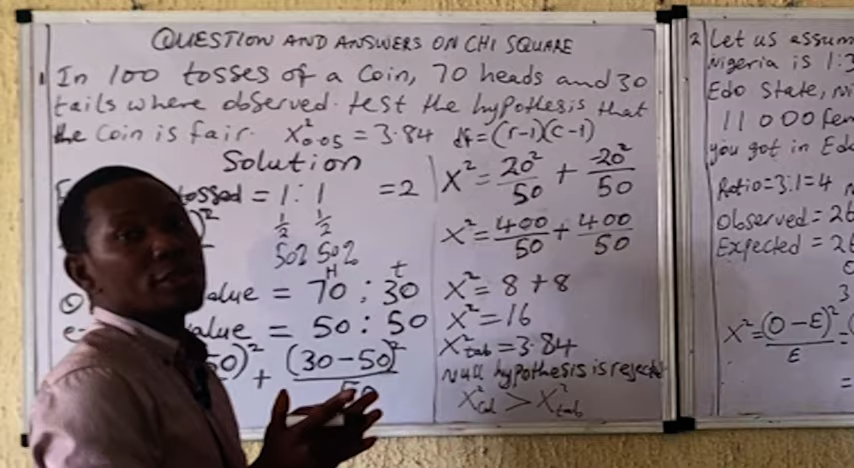 QUESTION AND ANSWERS ON CHI SQUARE
1 In 100 tosses of a Coin, 70 heads and 30
tails where observed. test the hypothesis that
the Coin is fair. X²0.05 = 3.84 df=(r-1)(c-1)
Solution
tossed = 1 : 1 = 2
½ ½
50% 50%
H t
value = 70 : 30
value = 50 : 50
50)² + (30-50)²
50
X² = 20²/50 + -20²/50
X² = 400/50 + 400/50
X² = 8 + 8
X² = 16
X²tab = 3.84
Null hypothesis is rejected
X²cal > X²tab
2 Let us assum
Nigeria is 1:3
Edo State,
11000 fem
you got in Edo
Ratio=3:1=4
Observed = 26
Expected = 26
X² = (O-E)²/E =
=